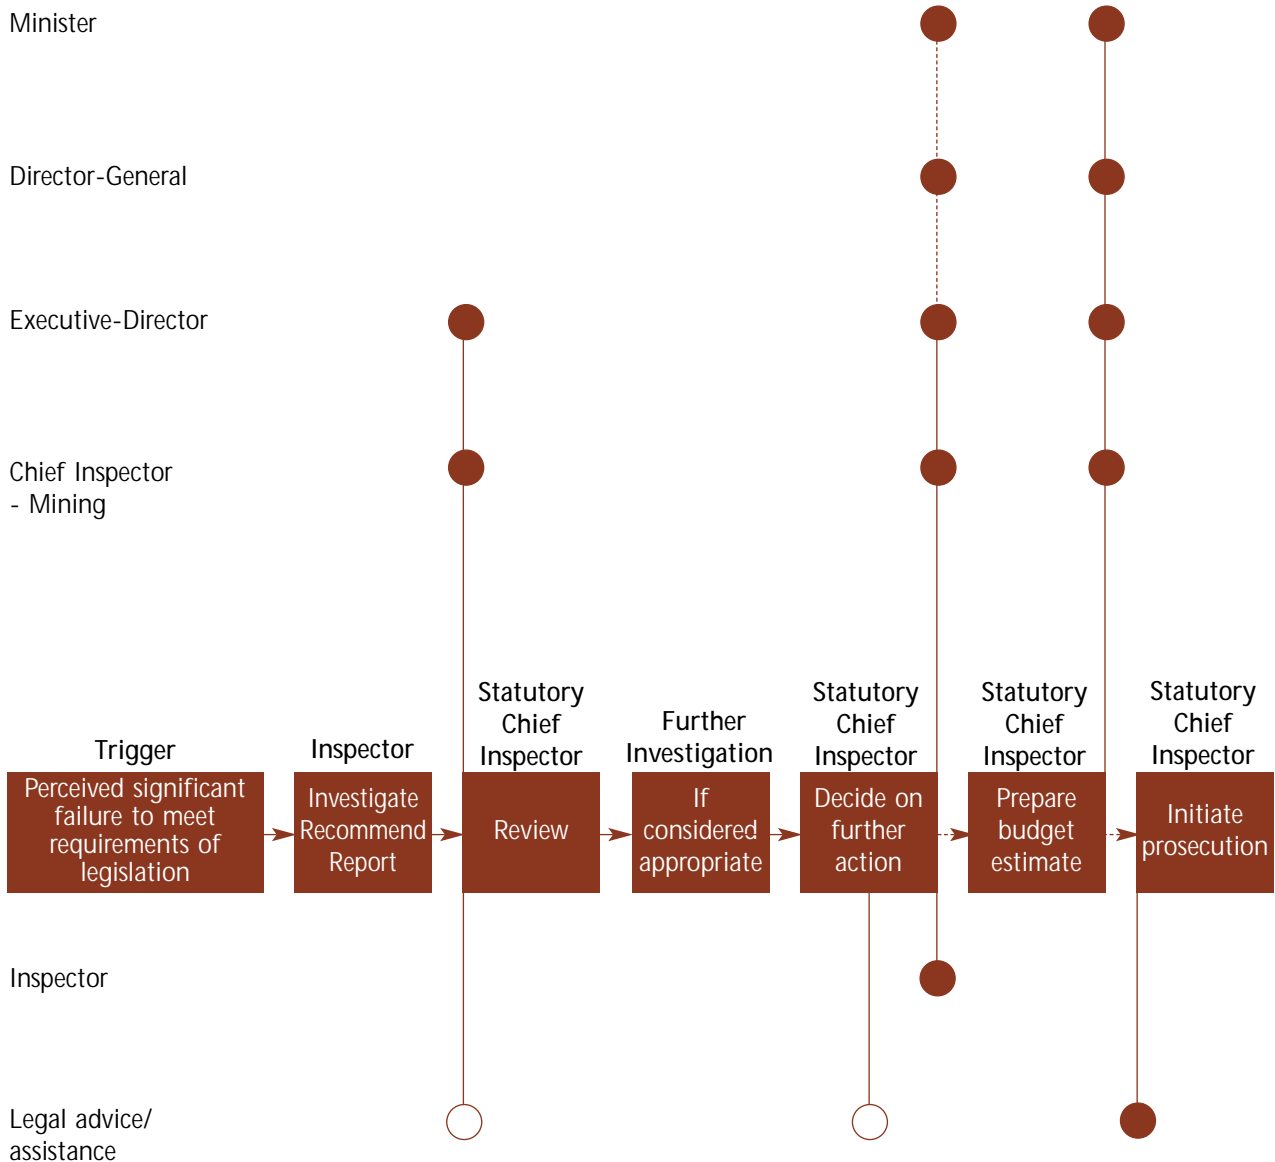 Minister
Director-General
Executive-Director
Chief Inspector
- Mining
Trigger
Perceived significant
failure to meet
requirements of
legislation
Inspector
Investigate
Recommend
Report
Statutory
Chief
Inspector
Review
Further
Investigation
If
considered
appropriate
Statutory
Chief
Inspector
Decide on
further
action
Statutory
Chief
Inspector
Prepare
budget
estimate
Statutory
Chief
Inspector
Initiate
prosecution
Inspector
Legal advice/
assistance